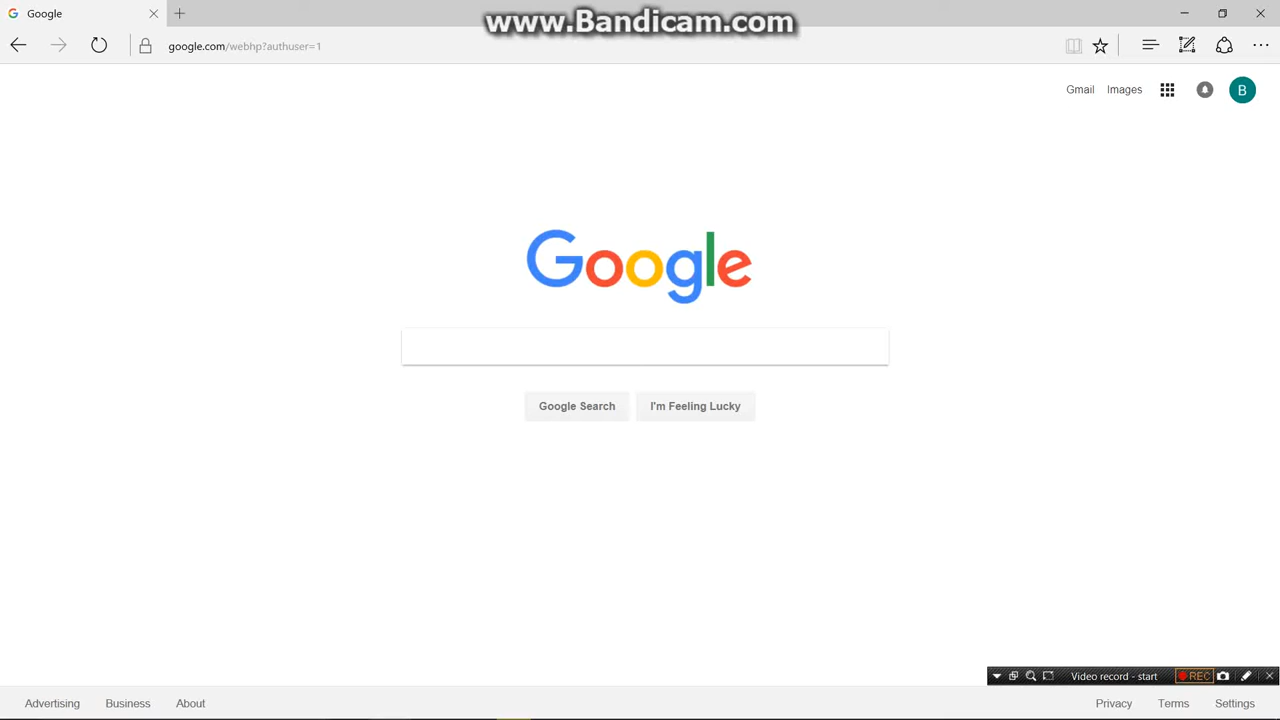 Google
www.Bandicam.com
google.com/webhp?authuser=1
Gmail Images B
Google
Google Search I'm Feeling Lucky
Video record - start REC
Advertising Business About Privacy Terms Settings